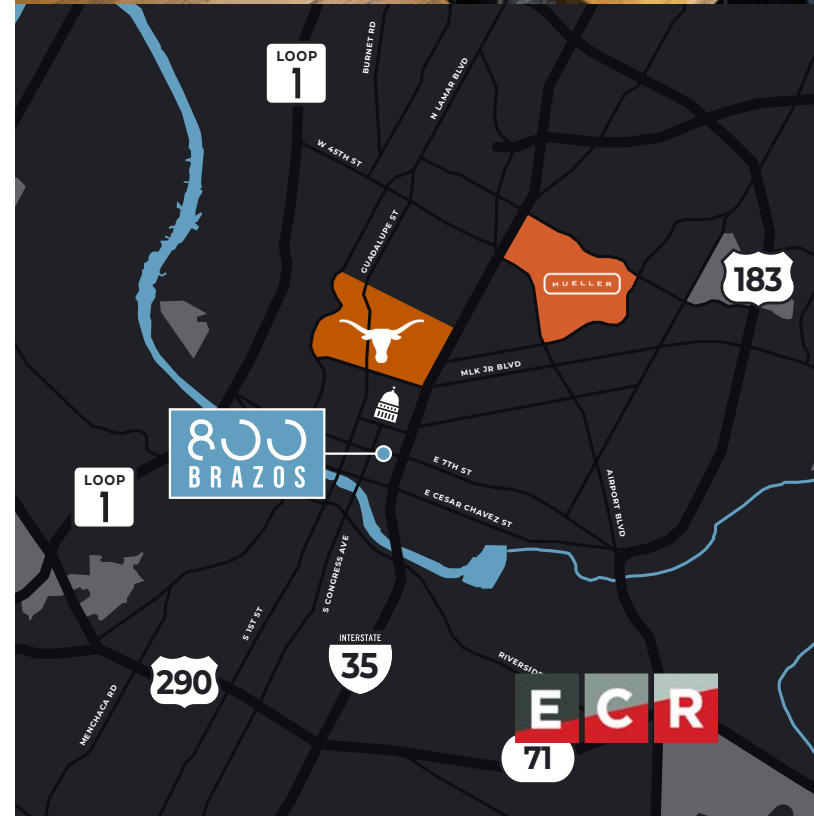 LOOP
1
BURNET RD
N LAMAR BLVD
W 45TH ST
GUADALUPE ST
MUELLER
183
MLK JR BLVD
800
BRAZOS
E 7TH ST
LOOP
1
E CESAR CHAVEZ ST
AIRPORT BLVD
S CONGRESS AVE
S 1ST ST
INTERSTATE
35
290
RIVERSIDE
MENCHACA RD
E C R
71